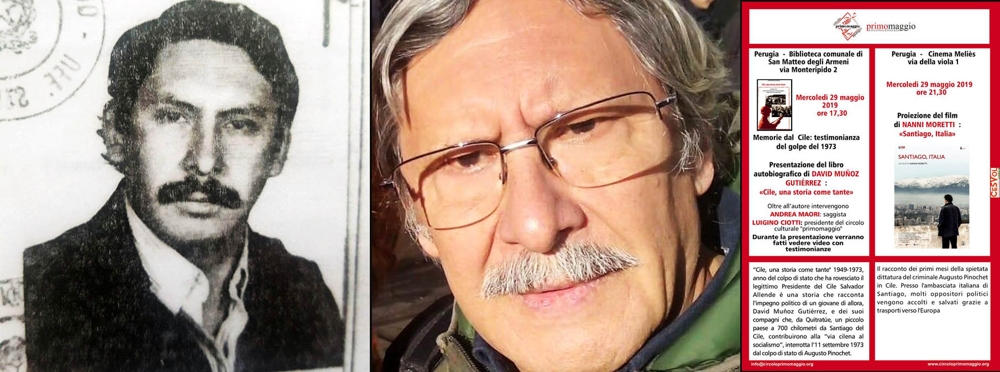 circolo
primomaggio
primomaggio
circoloculturale
Perugia - Biblioteca comunale di
San Matteo degli Armeni
via Monteripido 2
Cile, una storia come tante
Mercoledì 29 maggio
2019
ore 17,30
Memorie dal Cile: testimonianza
del golpe del 1973
Presentazione del libro
autobiografico di DAVID MUÑOZ
GUTIÉRREZ :
«Cile, una storia come tante»
Oltre all'autore intervengono
ANDREA MAORI: saggista
LUIGINO CIOTTI: presidente del circolo
culturale "primomaggio"
Durante la presentazione verranno
fatti vedere video con
testimonianze
"Cile, una storia come tante" 1949-1973,
anno del colpo di stato che ha rovesciato il
legittimo Presidente del Cile Salvador
Allende è una storia che racconta
l'impegno politico di un giovane di allora,
David Muñoz Gutiérrez, e dei suoi
compagni che, da Quitratúe, un piccolo
paese a 700 chilometri da Santiago del
Cile, contribuirono alla "via cilena al
socialismo", interrotta l'11 settembre 1973
dal colpo di stato di Augusto Pinochet.
info@circoloprimomaggio.org
Perugia - Cinema Meliès
via della viola 1
Mercoledì 29 maggio 2019
ore 21,30
Proiezione del film
di NANNI MORETTI :
«Santiago, Italia»
SANTIAGO, ITALIA
UN FILM DI NANNI MORETTI
Il racconto dei primi mesi della spietata
dittatura del criminale Augusto Pinochet
in Cile. Presso l'ambasciata italiana di
Santiago, molti oppositori politici
vengono accolti e salvati grazie a
trasporti verso l'Europa
www.circoloprimomaggio.org
CESVOL